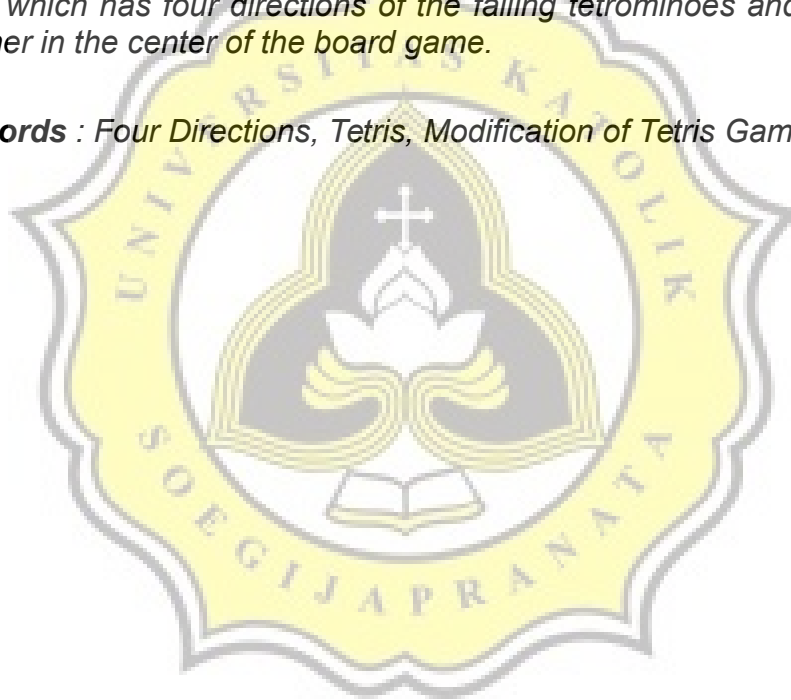 which has four directions of the falling tetrominoes and
her in the center of the board game.
ords : Four Directions, Tetris, Modification of Tetris Gam
UNIVERSITAS KATOLIK
SOEGIJAPRANATA